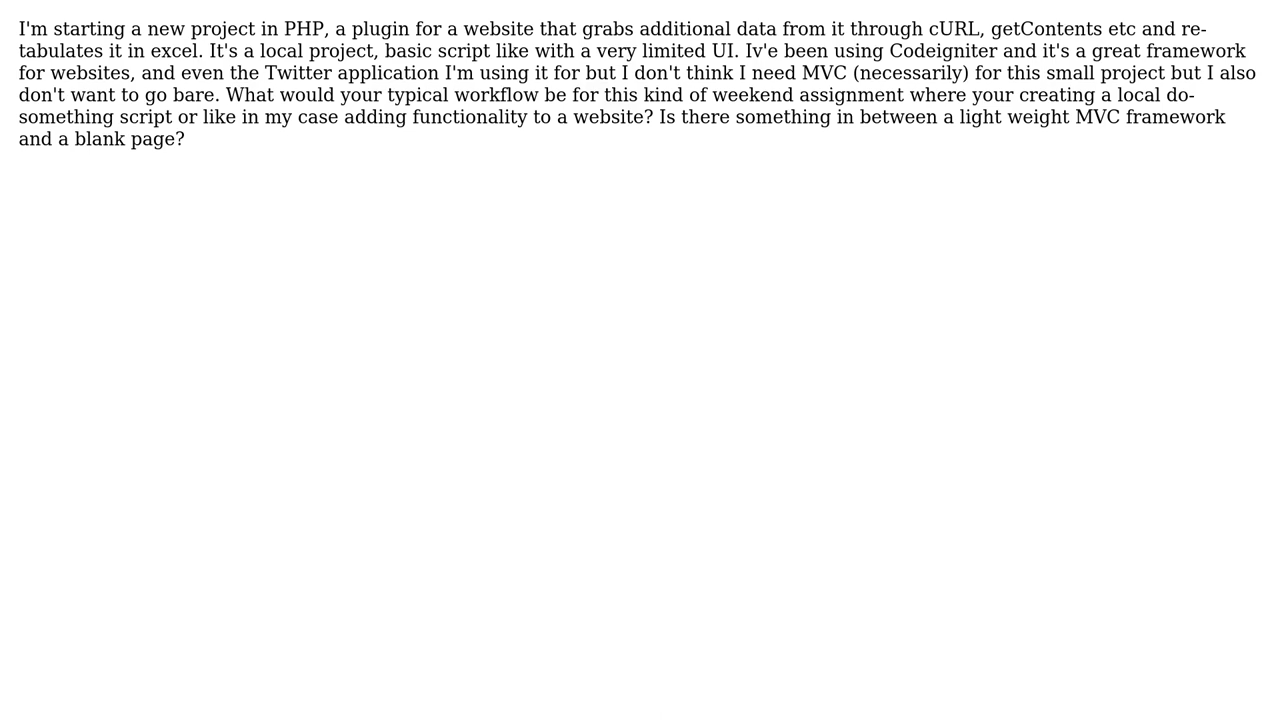 I'm starting a new project in PHP, a plugin for a website that grabs additional data from it through cURL, getContents etc and re-
tabulates it in excel. It's a local project, basic script like with a very limited UI. Iv'e been using Codeigniter and it's a great framework
for websites, and even the Twitter application I'm using it for but I don't think I need MVC (necessarily) for this small project but I also
don't want to go bare. What would your typical workflow be for this kind of weekend assignment where your creating a local do-
something script or like in my case adding functionality to a website? Is there something in between a light weight MVC framework
and a blank page?